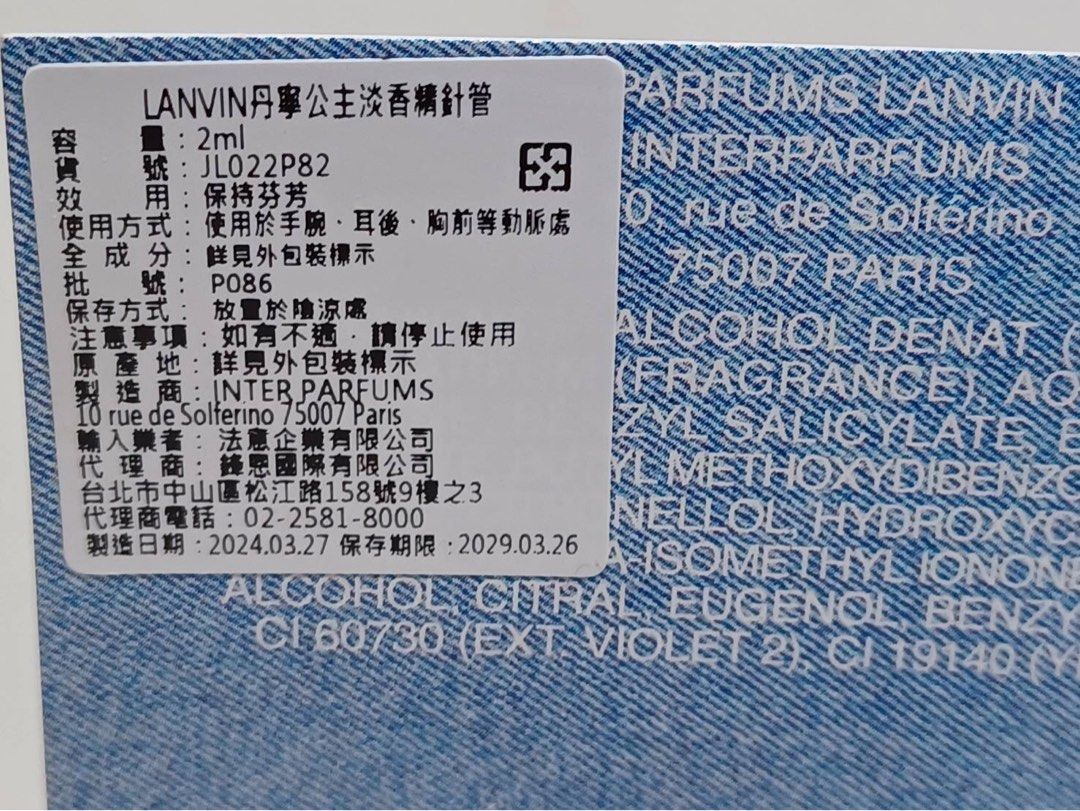 LANVIN丹寧公主淡香精針管
容量：2ml
貨號：JL022P82
效用：保持芬芳
使用方式：使用於手腕、耳後、胸前等動脈處
全成分：詳見外包裝標示
批號：P086
保存方式：放置於陰涼處
注意事項：如有不適，請停止使用
原產地：詳見外包裝標示
製造商：INTER PARFUMS
10 rue de Solferino 75007 Paris
輸入業者：法意企業有限公司
代理商：鋒恩國際有限公司
台北市中山區松江路158號9樓之3
代理商電話：02-2581-8000
製造日期：2024.03.27 保存期限：2029.03.26
PARFUMS LANVIN
INTERPARFUMS
0 rue de Solferino
75007 PARIS
ALCOHOL DENAT. (
(FRAGRANCE), AQ
ZYL SALICYLATE, B
YL METHOXYDIBENZO
NELLOL, HYDROXYC
A-ISOMETHYL IONONE
ALCOHOL, CITRAL, EUGENOL, BENZY
CI 60730 (EXT. VIOLET 2), CI 19140 (YE